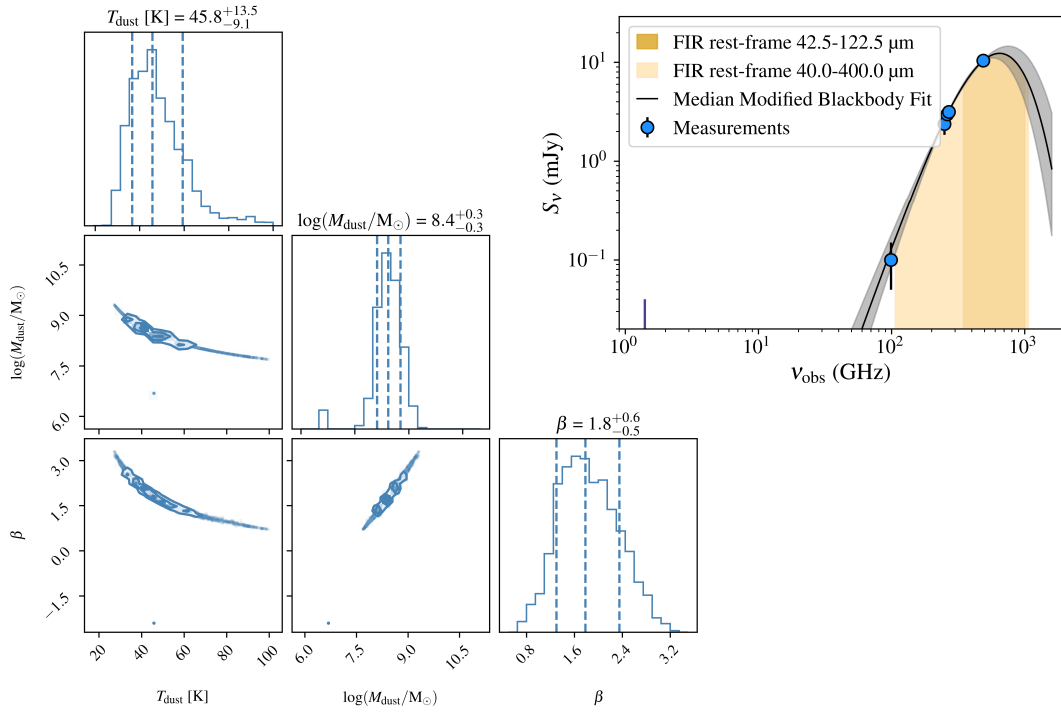 T_dust [K] = 45.8^{+13.5}_{-9.1}
log(M_dust/M_⊙) = 8.4^{+0.3}_{-0.3}
β = 1.8^{+0.6}_{-0.5}
log(M_dust/M_⊙)
10.5
9.0
7.5
6.0
β
3.0
1.5
0.0
−1.5
20 40 60 80 100
T_dust [K]
6.0 7.5 9.0 10.5
log(M_dust/M_⊙)
0.8 1.6 2.4 3.2
β
FIR rest-frame 42.5-122.5 μm
FIR rest-frame 40.0-400.0 μm
Median Modified Blackbody Fit
Measurements
S_ν (mJy)
10^1
10^0
10^{−1}
10^0 10^1 10^2 10^3
ν_obs (GHz)